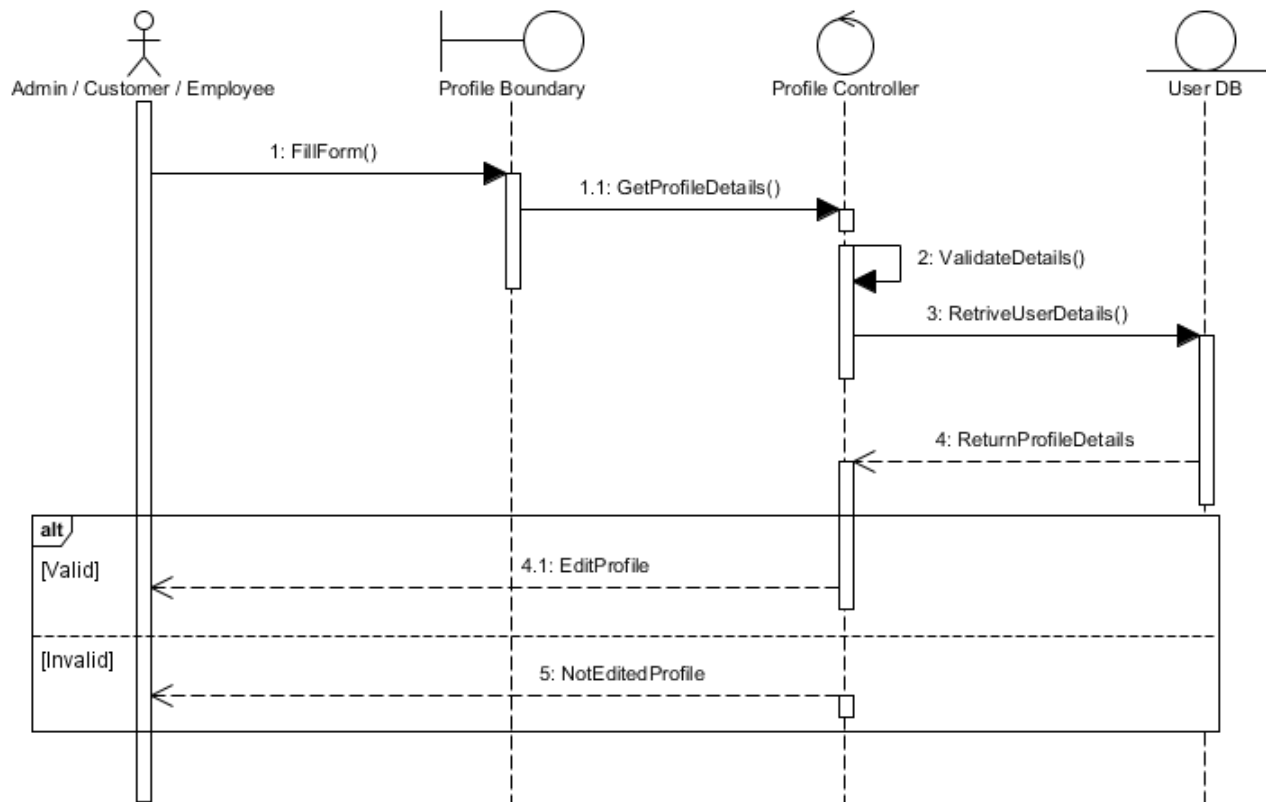 Admin / Customer / Employee
Profile Boundary
Profile Controller
User DB
1: FillForm()
1.1: GetProfileDetails()
2: ValidateDetails()
3: RetriveUserDetails()
4: ReturnProfileDetails
alt
[Valid]
4.1: EditProfile
[Invalid]
5: NotEditedProfile